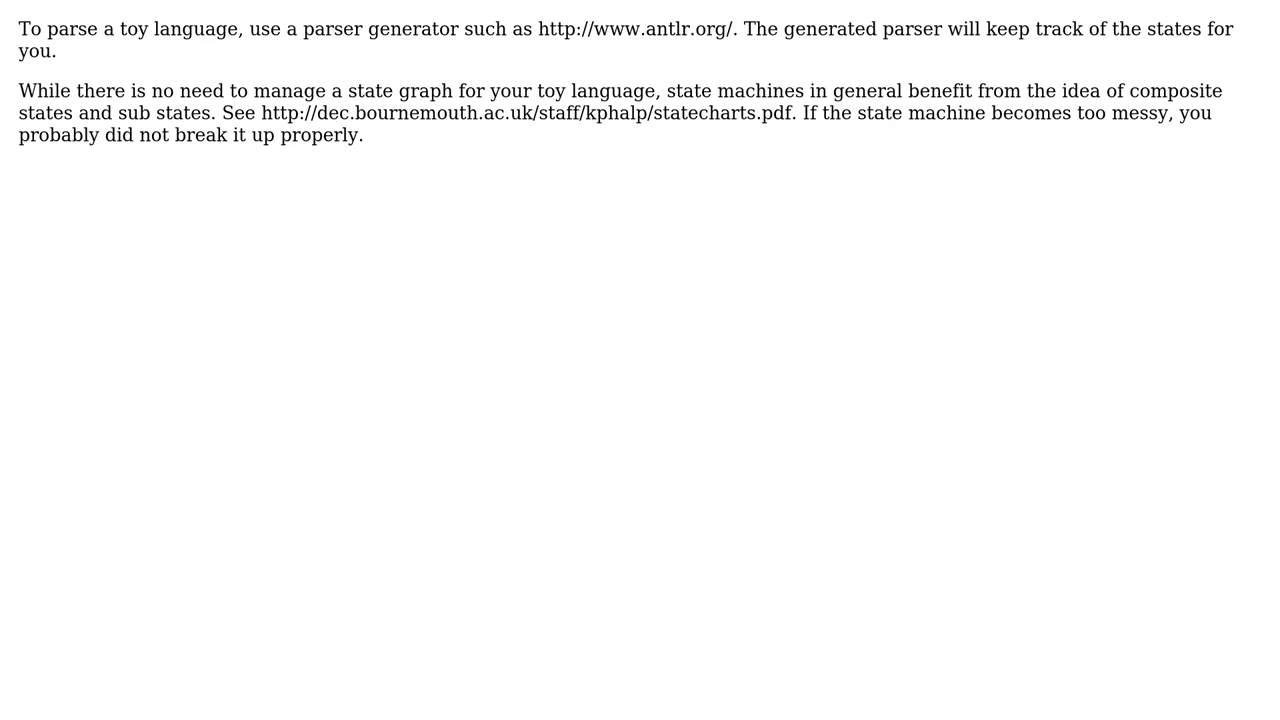 To parse a toy language, use a parser generator such as http://www.antlr.org/. The generated parser will keep track of the states for
you.
While there is no need to manage a state graph for your toy language, state machines in general benefit from the idea of composite
states and sub states. See http://dec.bournemouth.ac.uk/staff/kphalp/statecharts.pdf. If the state machine becomes too messy, you
probably did not break it up properly.